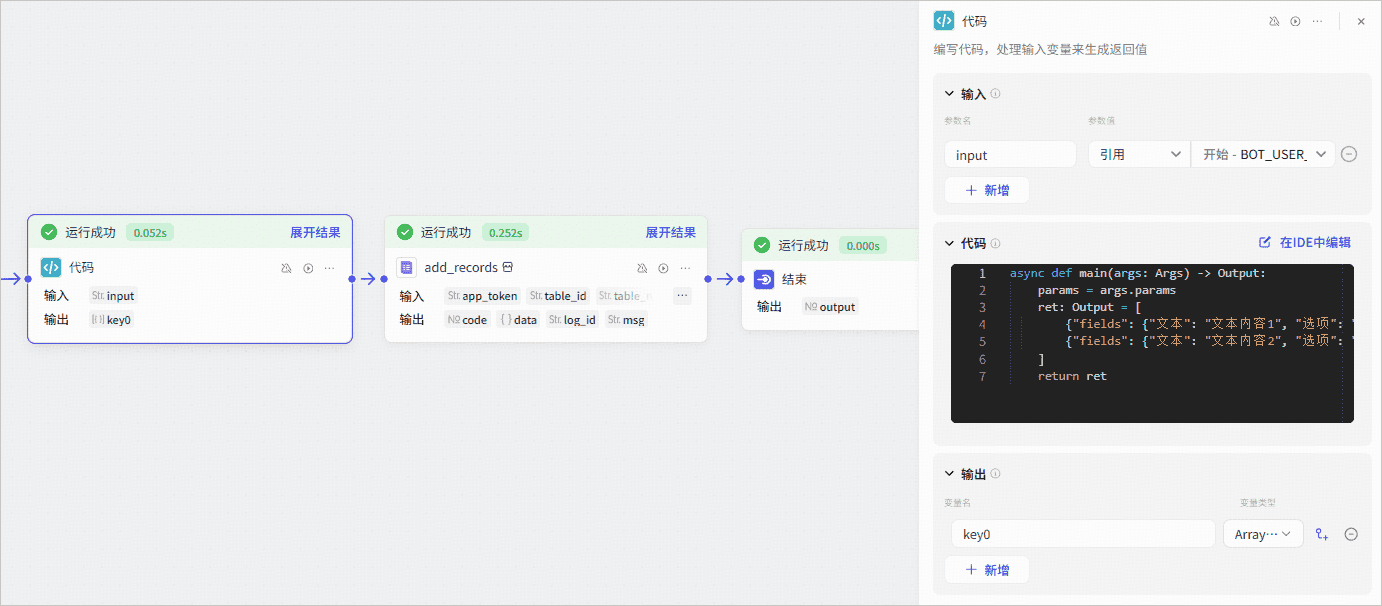 运行成功 0.052s 展开结果
代码
输入 Str. input
输出 [ ] key0
运行成功 0.252s 展开结果
add_records
输入 Str. app_token Str. table_id Str. table_ ...
输出 No code { } data Str. log_id Str. msg
运行成功 0.000s
结束
输出 No output
代码
编写代码，处理输入变量来生成返回值
输入
参数名 参数值
input 引用 开始 - BOT_USER_
新增
代码 在IDE中编辑
1 async def main(args: Args) -> Output:
2 params = args.params
3 ret: Output = [
4 {"fields": {"文本": "文本内容1", "选项": "
5 {"fields": {"文本": "文本内容2", "选项": "
6 ]
7 return ret
输出
变量名 变量类型
key0 Array···
新增